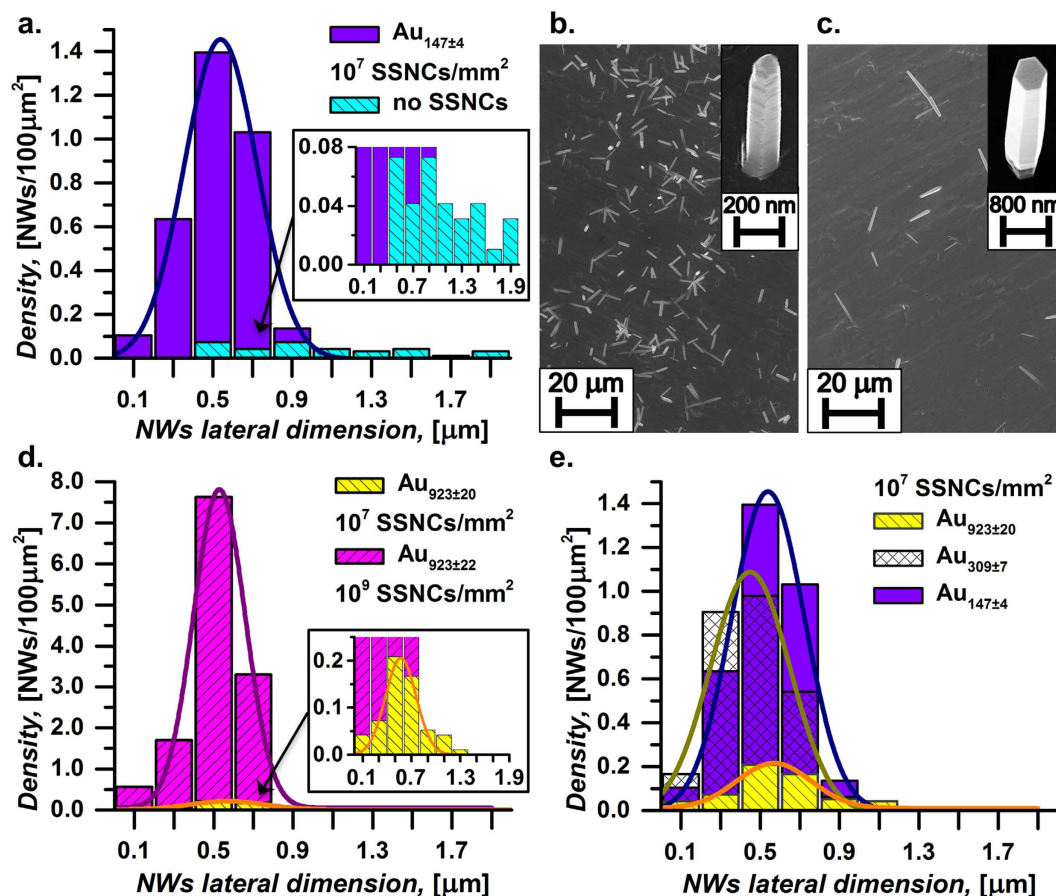 a.
Au147±4
10⁷ SSNCs/mm²
no SSNCs
Density, [NWs/100µm²]
1.4
1.2
1.0
0.8
0.6
0.4
0.2
0.0
0.08
0.04
0.00
0.1 0.7 1.3 1.9
0.1 0.5 0.9 1.3 1.7
NWs lateral dimension, [µm]
b.
200 nm
20 µm
c.
800 nm
20 µm
d.
Au923±20
10⁷ SSNCs/mm²
Au923±22
10⁹ SSNCs/mm²
Density, [NWs/100µm²]
8.0
7.0
6.0
5.0
4.0
3.0
2.0
1.0
0.0
0.2
0.1
0.0
0.1 0.7 1.3 1.9
0.1 0.5 0.9 1.3 1.7
NWs lateral dimension, [µm]
e.
10⁷ SSNCs/mm²
Au923±20
Au309±7
Au147±4
Density, [NWs/100µm²]
1.6
1.4
1.2
1.0
0.8
0.6
0.4
0.2
0.0
0.1 0.5 0.9 1.3 1.7
NWs lateral dimension, [µm]